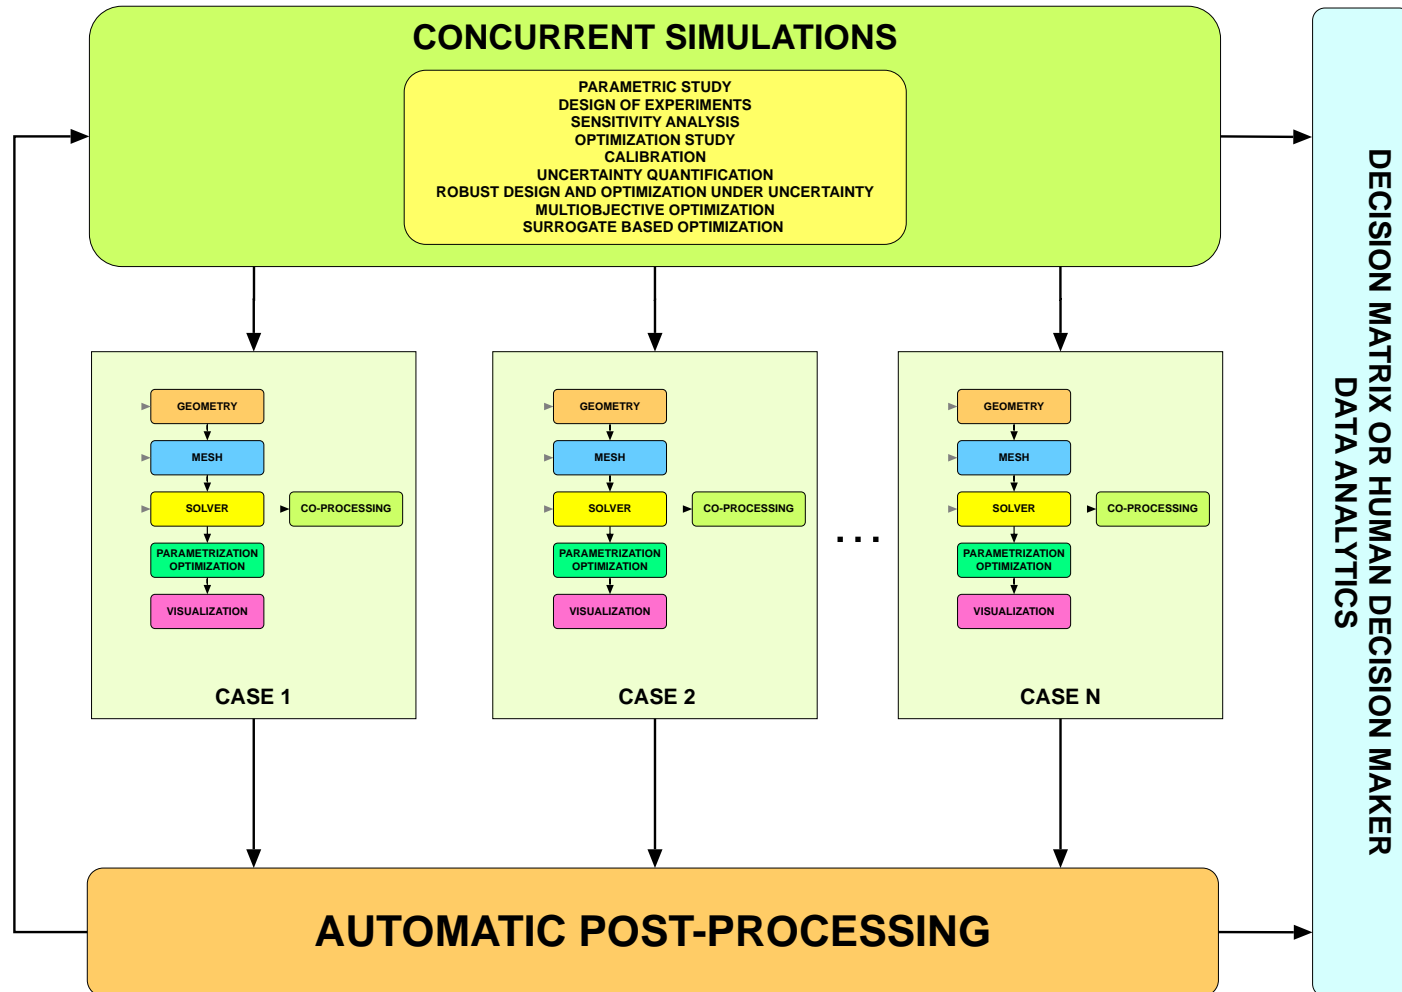 CONCURRENT SIMULATIONS
PARAMETRIC STUDY
DESIGN OF EXPERIMENTS
SENSITIVITY ANALYSIS
OPTIMIZATION STUDY
CALIBRATION
UNCERTAINTY QUANTIFICATION
ROBUST DESIGN AND OPTIMIZATION UNDER UNCERTAINTY
MULTIOBJECTIVE OPTIMIZATION
SURROGATE BASED OPTIMIZATION
GEOMETRY
MESH
SOLVER
CO-PROCESSING
PARAMETRIZATION
OPTIMIZATION
VISUALIZATION
CASE 1
GEOMETRY
MESH
SOLVER
CO-PROCESSING
PARAMETRIZATION
OPTIMIZATION
VISUALIZATION
CASE 2
. . .
GEOMETRY
MESH
SOLVER
CO-PROCESSING
PARAMETRIZATION
OPTIMIZATION
VISUALIZATION
CASE N
AUTOMATIC POST-PROCESSING
DECISION MATRIX OR HUMAN DECISION MAKER
DATA ANALYTICS